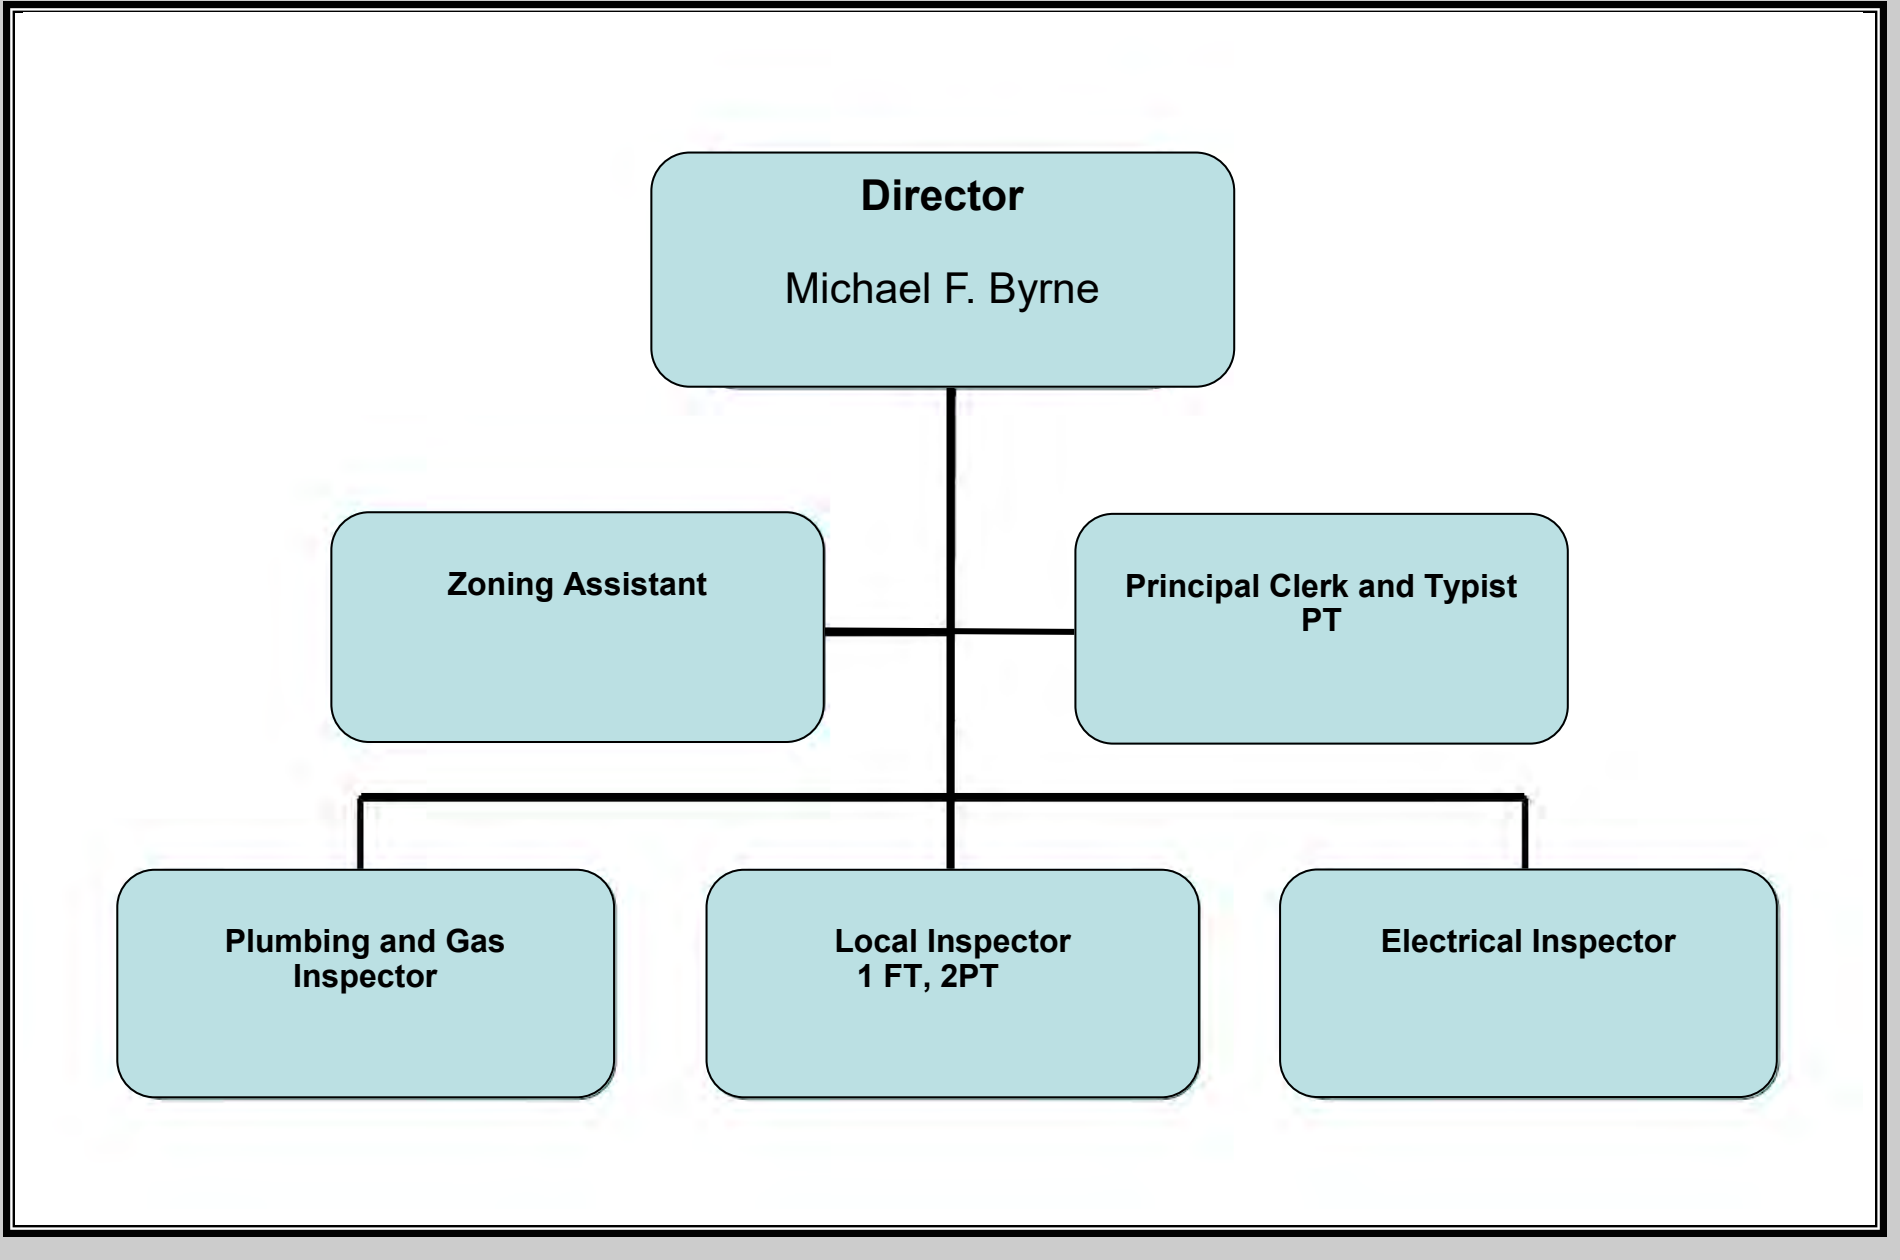 Director
Michael F. Byrne
Zoning Assistant
Principal Clerk and Typist
PT
Plumbing and Gas
Inspector
Local Inspector
1 FT, 2PT
Electrical Inspector